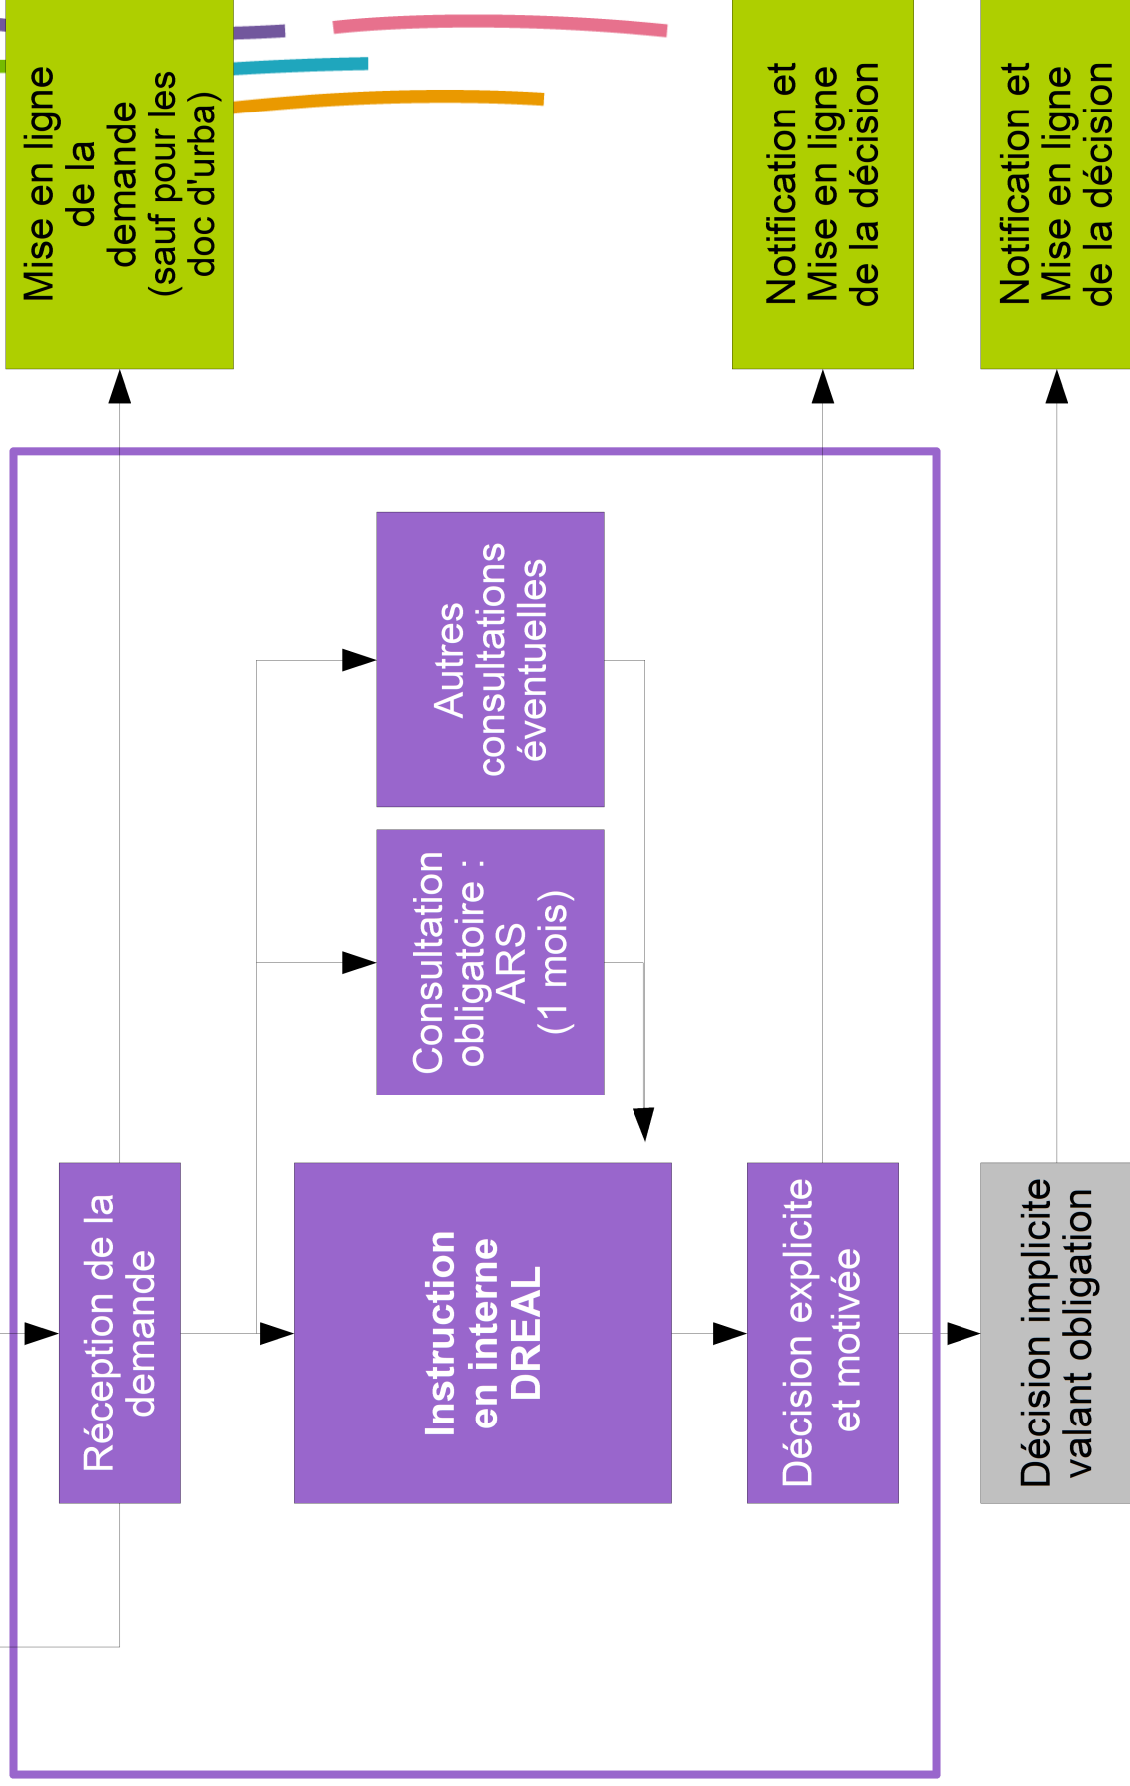 Mise en ligne
de la
demande
(sauf pour les
doc d'urba)
Notification et
Mise en ligne
de la décision
Notification et
Mise en ligne
de la décision
Autres
consultations
éventuelles
Consultation
obligatoire :
ARS
(1 mois)
Réception de la
demande
Instruction
en interne
DREAL
Décision explicite
et motivée
Décision implicite
valant obligation